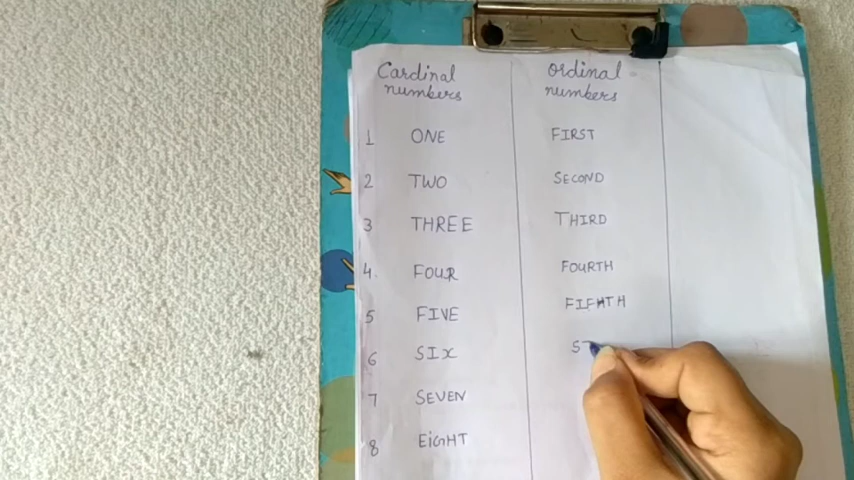 Cardinal numbers Ordinal numbers
1 ONE FIRST
2 TWO SECOND
3 THREE THIRD
4. FOUR FOURTH
5 FIVE FIFHTH
6 SIX S
7 SEVEN
8 EIGHT